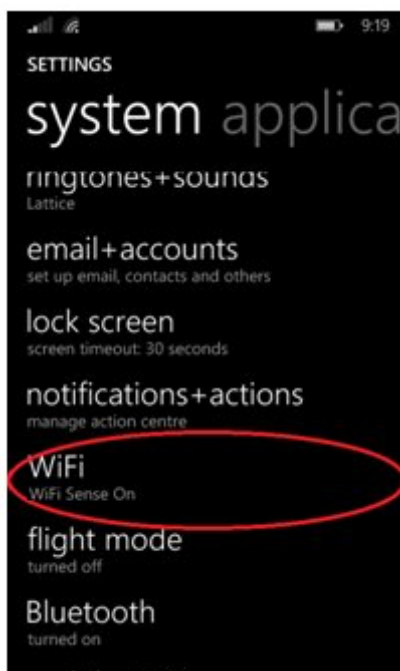 9:19
SETTINGS
system applica
ringtones+sounds
Lattice
email+accounts
set up email, contacts and others
lock screen
screen timeout: 30 seconds
notifications+actions
manage action centre
WiFi
WiFi Sense On
flight mode
turned off
Bluetooth
turned on